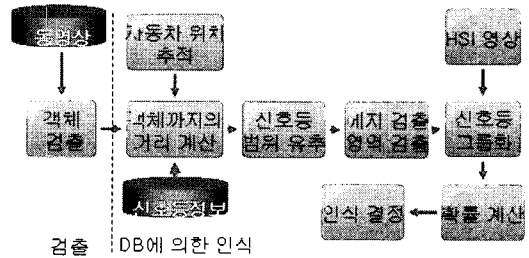 동영상
자동차 위치
추적
HSI 영상
객체
검출
객체까지의
거리 계산
신호등
범위 유추
에지 검출
영역 검출
신호등
그룹화
신호등정보
인식 결정
확률 계산
검출
DB에 의한 인식